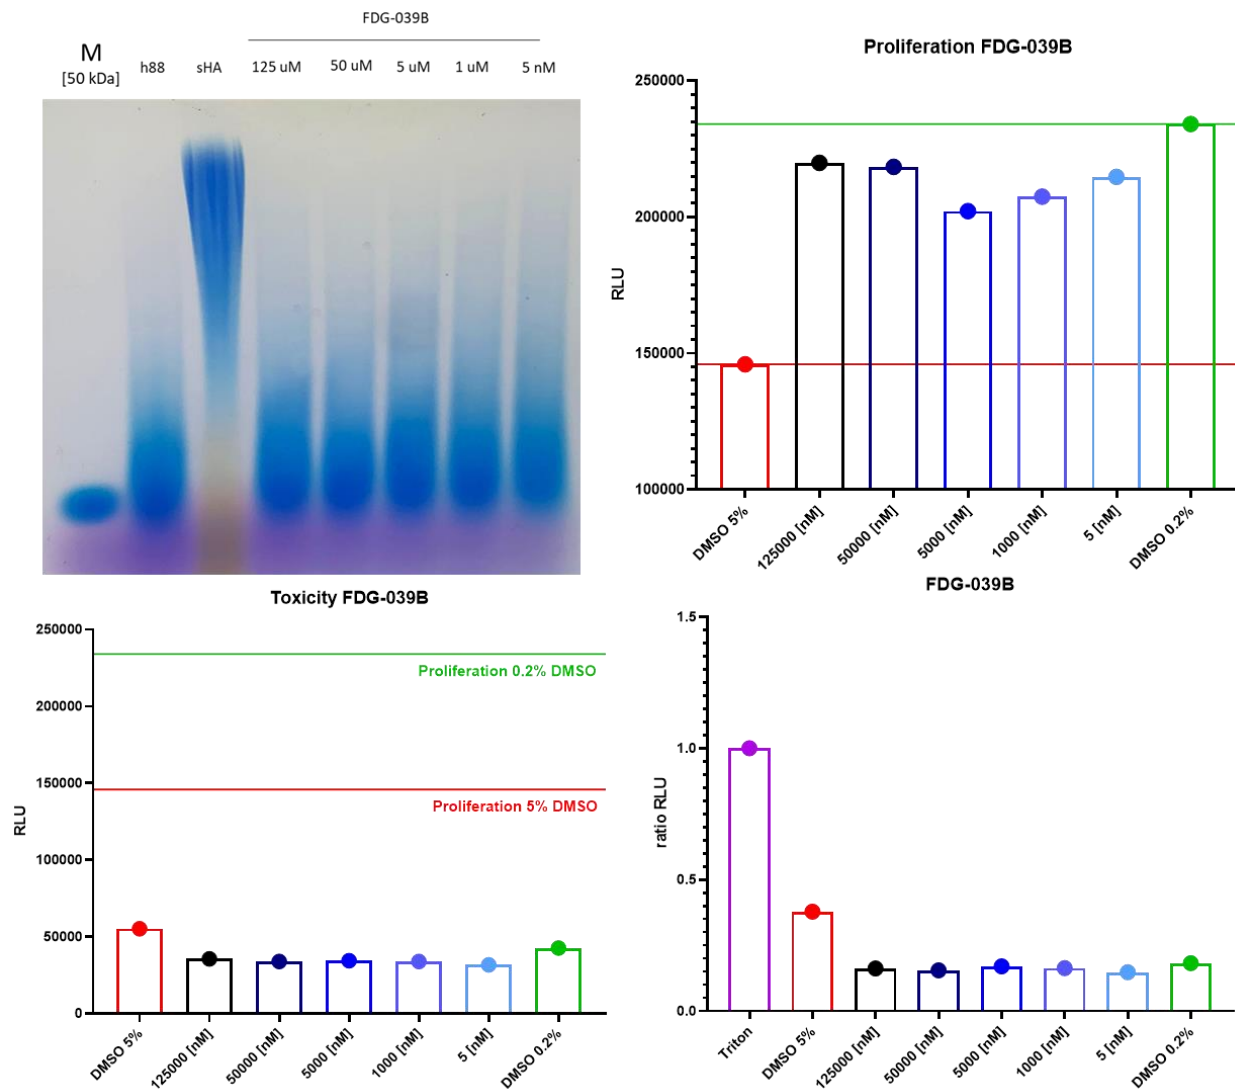 FDG-039B
M
[50 kDa]
h88
sHA
125 uM
50 uM
5 uM
1 uM
5 nM
Proliferation FDG-039B
250000
200000
150000
100000
RLU
DMSO 5%
125000 [nM]
50000 [nM]
5000 [nM]
1000 [nM]
5 [nM]
DMSO 0.2%
Toxicity FDG-039B
250000
200000
150000
100000
50000
0
RLU
Proliferation 0.2% DMSO
Proliferation 5% DMSO
DMSO 5%
125000 [nM]
50000 [nM]
5000 [nM]
1000 [nM]
5 [nM]
DMSO 0.2%
FDG-039B
1.5
1.0
0.5
0.0
ratio RLU
Triton
DMSO 5%
125000 [nM]
50000 [nM]
5000 [nM]
1000 [nM]
5 [nM]
DMSO 0.2%